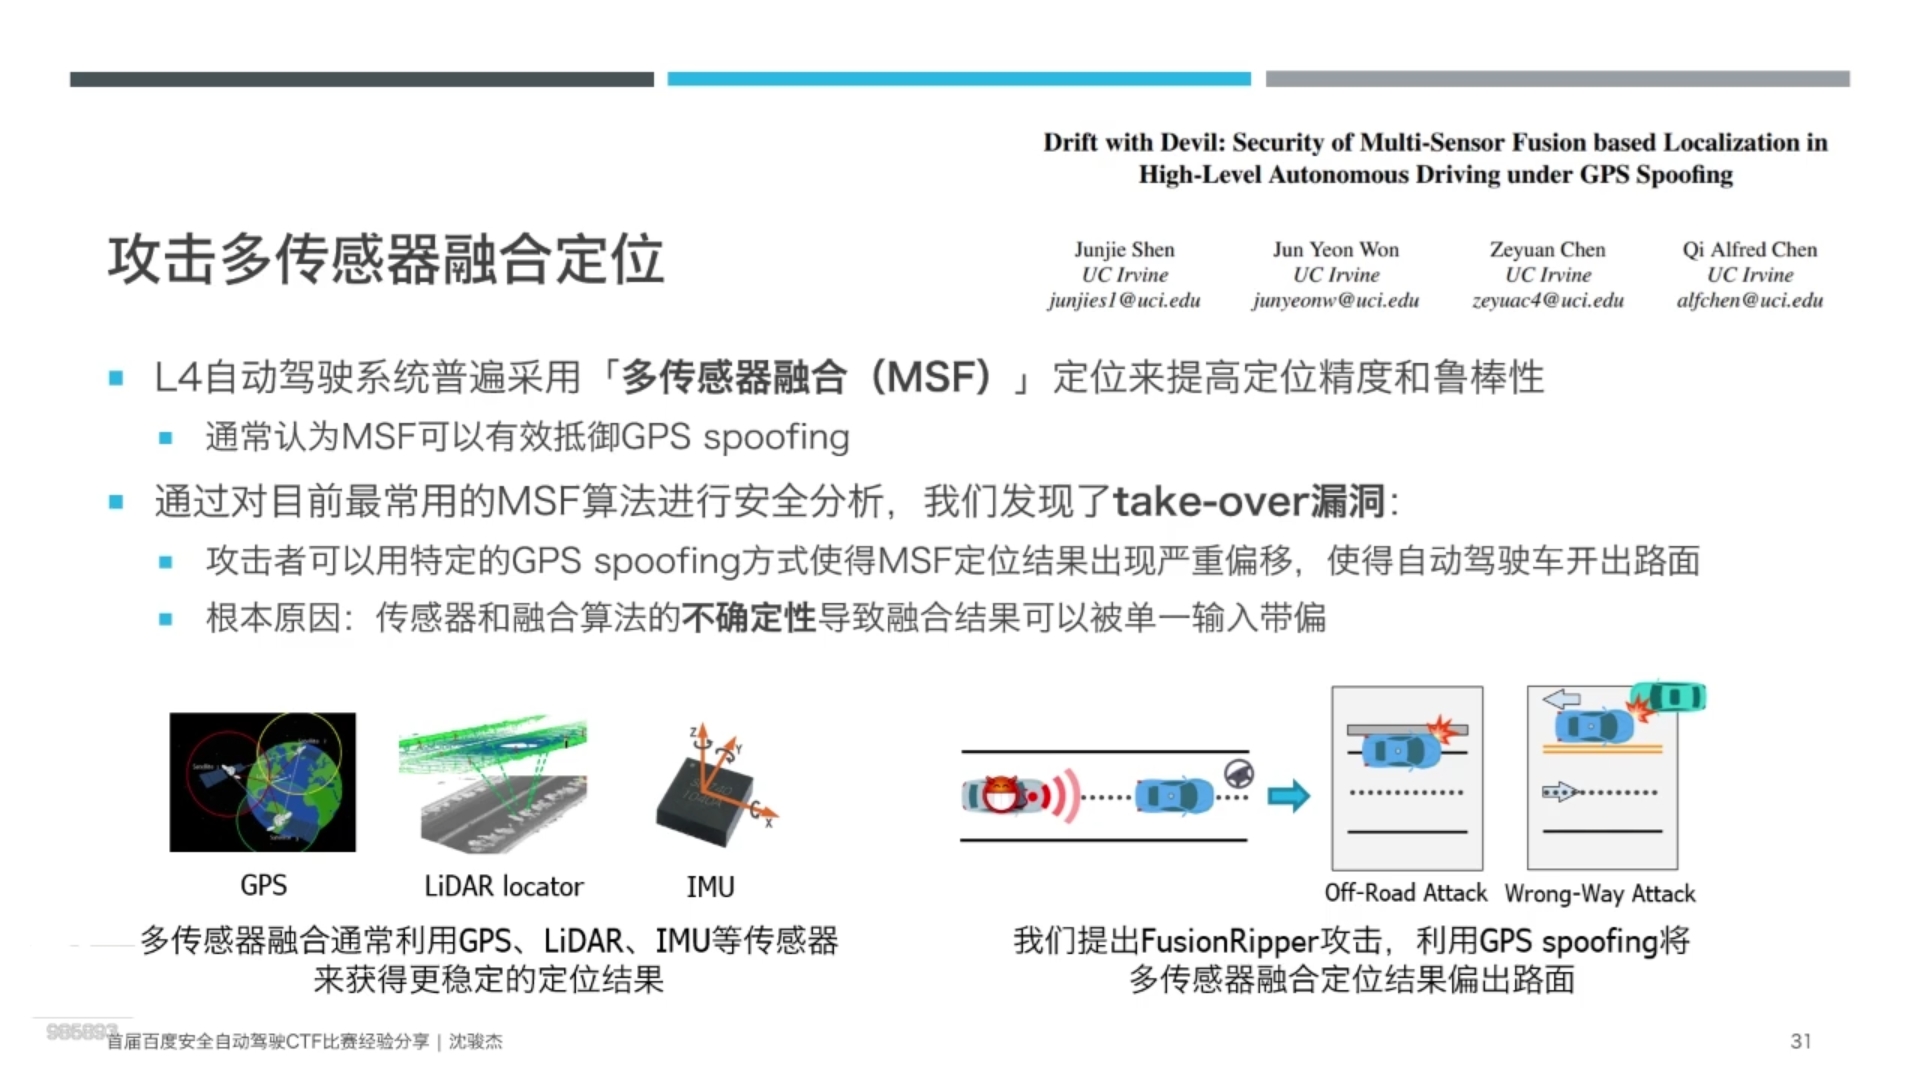 Drift with Devil: Security of Multi-Sensor Fusion based Localization in
High-Level Autonomous Driving under GPS Spoofing
Junjie Shen
UC Irvine
junjies1@uci.edu
Jun Yeon Won
UC Irvine
junyeonw@uci.edu
Zeyuan Chen
UC Irvine
zeyuac4@uci.edu
Qi Alfred Chen
UC Irvine
alfchen@uci.edu
攻击多传感器融合定位
L4自动驾驶系统普遍采用「多传感器融合（MSF）」定位来提高定位精度和鲁棒性
通常认为MSF可以有效抵御GPS spoofing
通过对目前最常用的MSF算法进行安全分析，我们发现了take-over漏洞：
攻击者可以用特定的GPS spoofing方式使得MSF定位结果出现严重偏移，使得自动驾驶车开出路面
根本原因：传感器和融合算法的不确定性导致融合结果可以被单一输入带偏
Z
Y
X
GPS
LiDAR locator
IMU
多传感器融合通常利用GPS、LiDAR、IMU等传感器
来获得更稳定的定位结果
Off-Road Attack
Wrong-Way Attack
我们提出FusionRipper攻击，利用GPS spoofing将
多传感器融合定位结果偏出路面
首届百度安全自动驾驶CTF比赛经验分享 | 沈骏杰
31